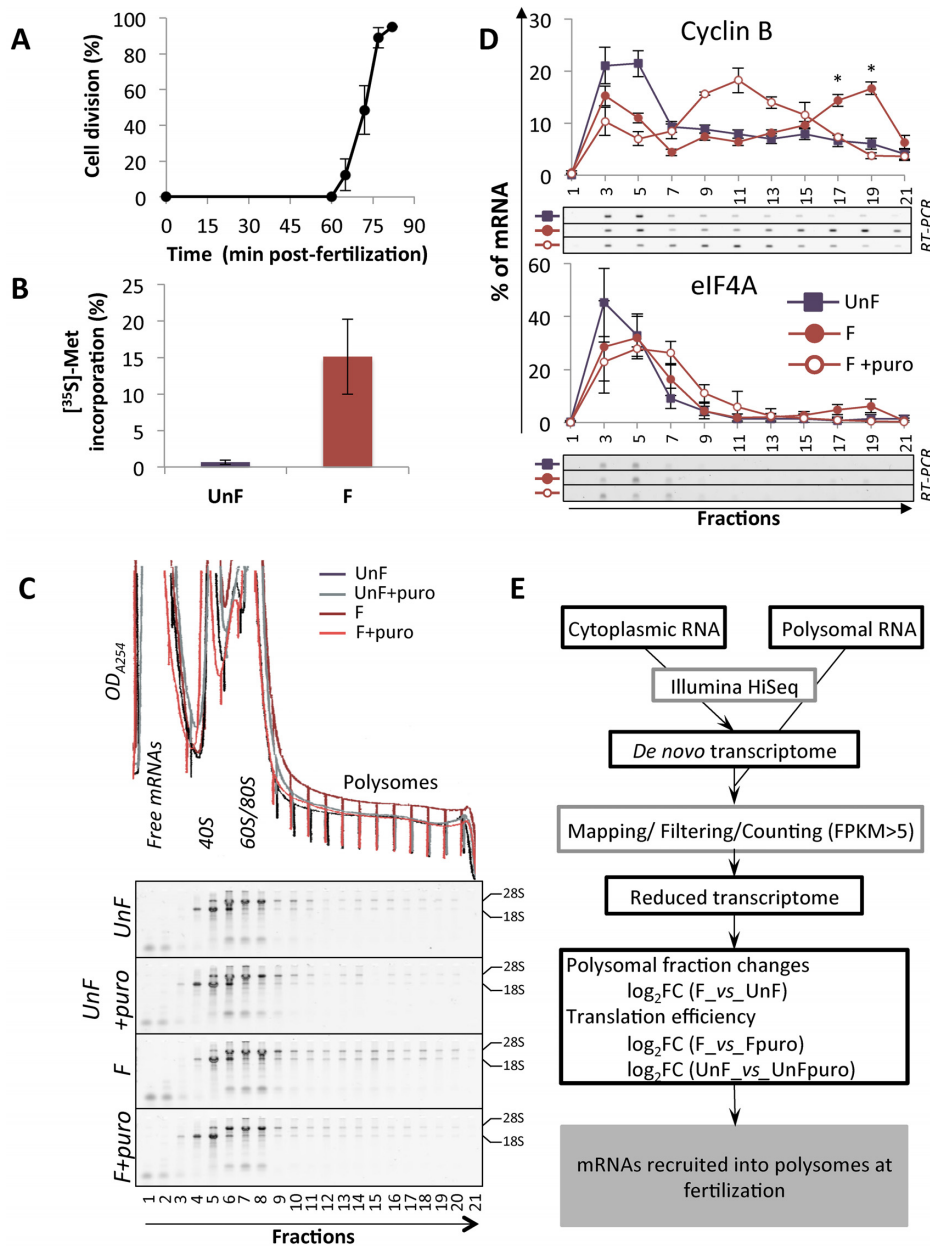 A
Cell division (%)
100
80
60
40
20
0
0 15 30 45 60 75 90
Time (min post-fertilization)
B
[³⁵S]-Met
incorporation (%)
25
20
15
10
5
0
UnF F
C
UnF
UnF+puro
F
F+puro
OD_A254
Free mRNAs
40S
60S/80S
Polysomes
UnF
28S
18S
UnF
+puro
28S
18S
F
28S
18S
F+puro
28S
18S
1 2 3 4 5 6 7 8 9 10 11 12 13 14 15 16 17 18 19 20 21
Fractions
D
% of mRNA
Cyclin B
30
20
10
0
* *
1 3 5 7 9 11 13 15 17 19 21
RT-PCR
eIF4A
60
40
20
0
UnF
F
F +puro
1 3 5 7 9 11 13 15 17 19 21
RT-PCR
Fractions
E
Cytoplasmic RNA
Polysomal RNA
Illumina HiSeq
De novo transcriptome
Mapping/ Filtering/Counting (FPKM>5)
Reduced transcriptome
Polysomal fraction changes
log₂FC (F_vs_UnF)
Translation efficiency
log₂FC (F_vs_Fpuro)
log₂FC (UnF_vs_UnFpuro)
mRNAs recruited into polysomes at
fertilization